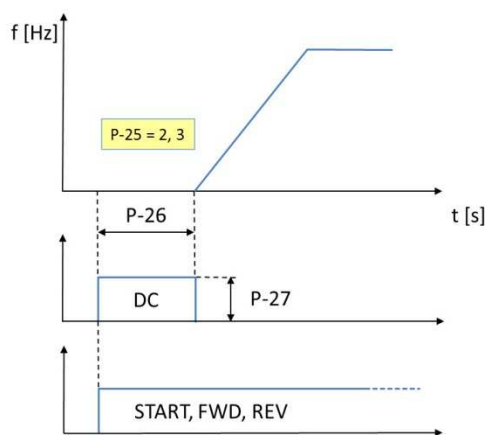 f [Hz]
P-25 = 2, 3
t [s]
P-26
DC
P-27
START, FWD, REV